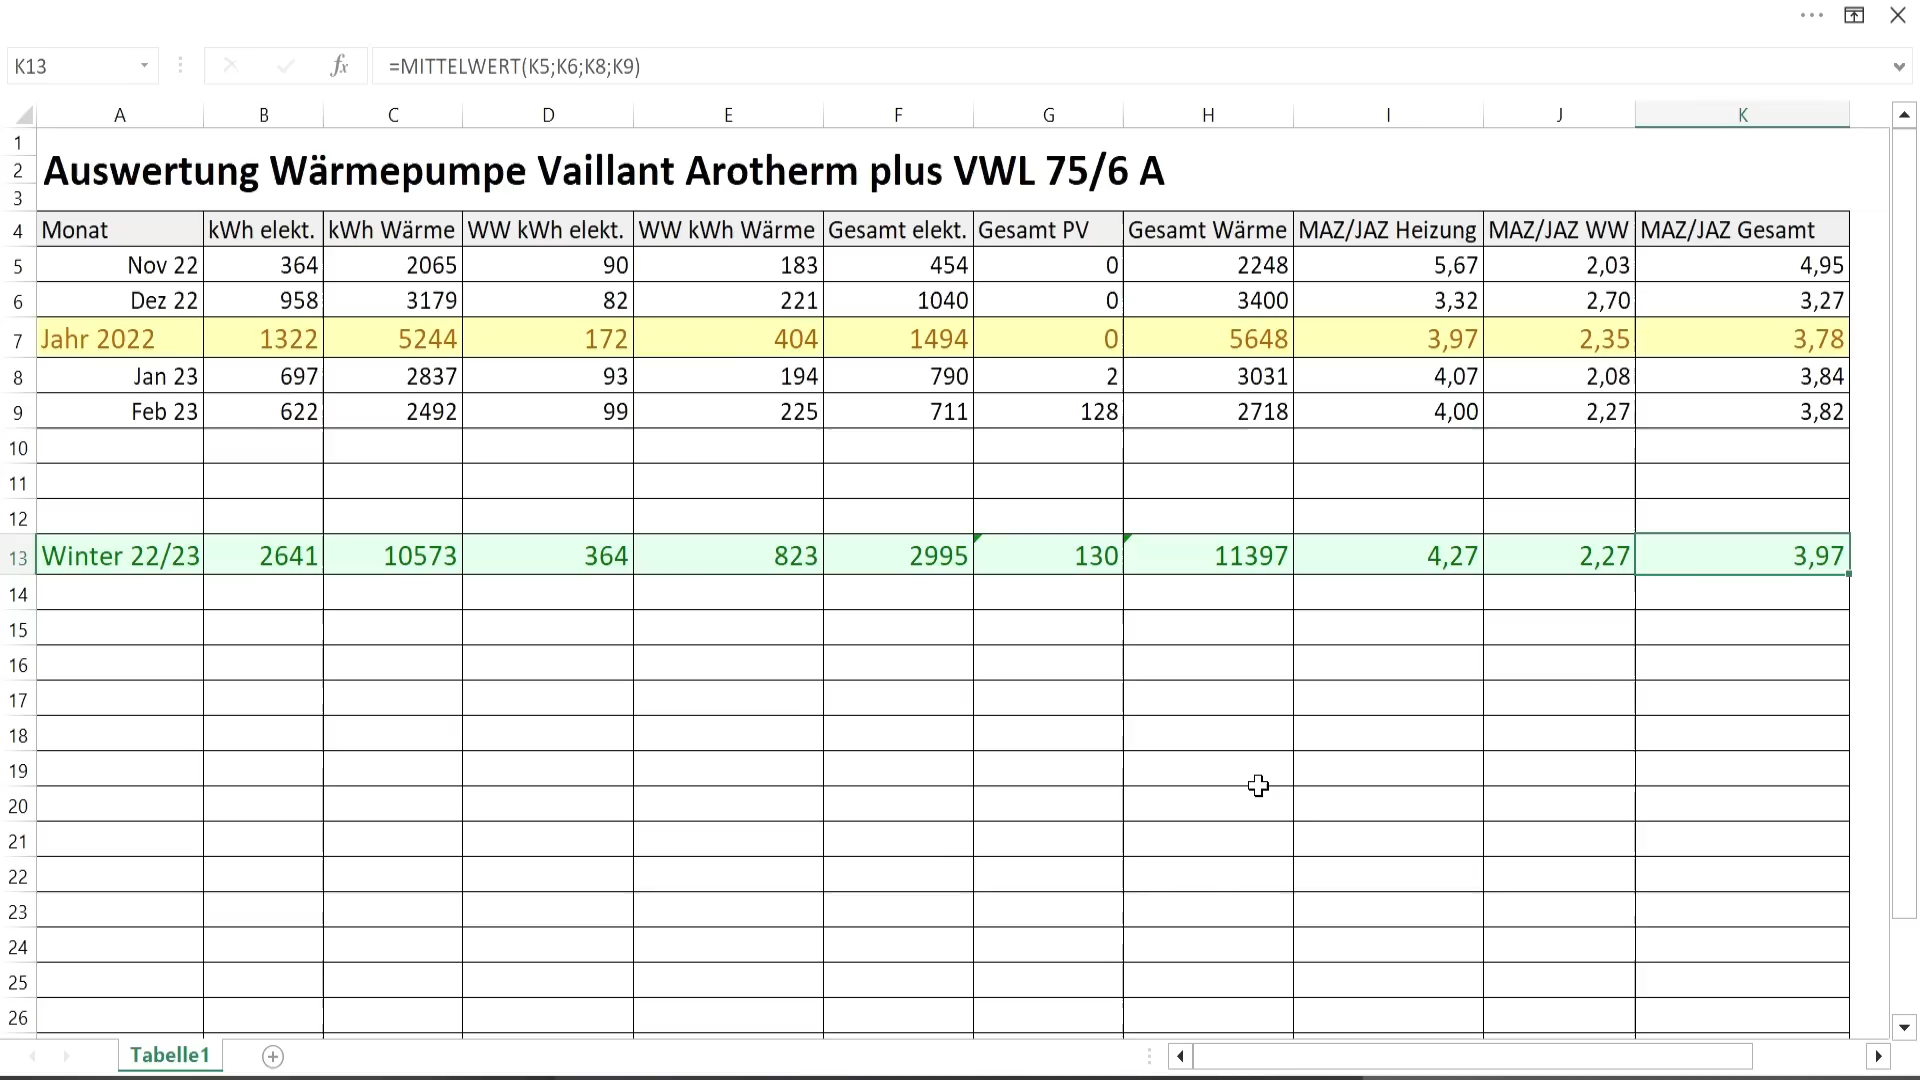 K13 fx =MITTELWERT(K5;K6;K8;K9)
A B C D E F G H I J K
1
2 Auswertung Wärmepumpe Vaillant Arotherm plus VWL 75/6 A
3
4 Monat kWh elekt. kWh Wärme WW kWh elekt. WW kWh Wärme Gesamt elekt. Gesamt PV Gesamt Wärme MAZ/JAZ Heizung MAZ/JAZ WW MAZ/JAZ Gesamt
5 Nov 22 364 2065 90 183 454 0 2248 5,67 2,03 4,95
6 Dez 22 958 3179 82 221 1040 0 3400 3,32 2,70 3,27
7 Jahr 2022 1322 5244 172 404 1494 0 5648 3,97 2,35 3,78
8 Jan 23 697 2837 93 194 790 2 3031 4,07 2,08 3,84
9 Feb 23 622 2492 99 225 711 128 2718 4,00 2,27 3,82
10
11
12
13 Winter 22/23 2641 10573 364 823 2995 130 11397 4,27 2,27 3,97
14
15
16
17
18
19
20
21
22
23
24
25
26
Tabelle1